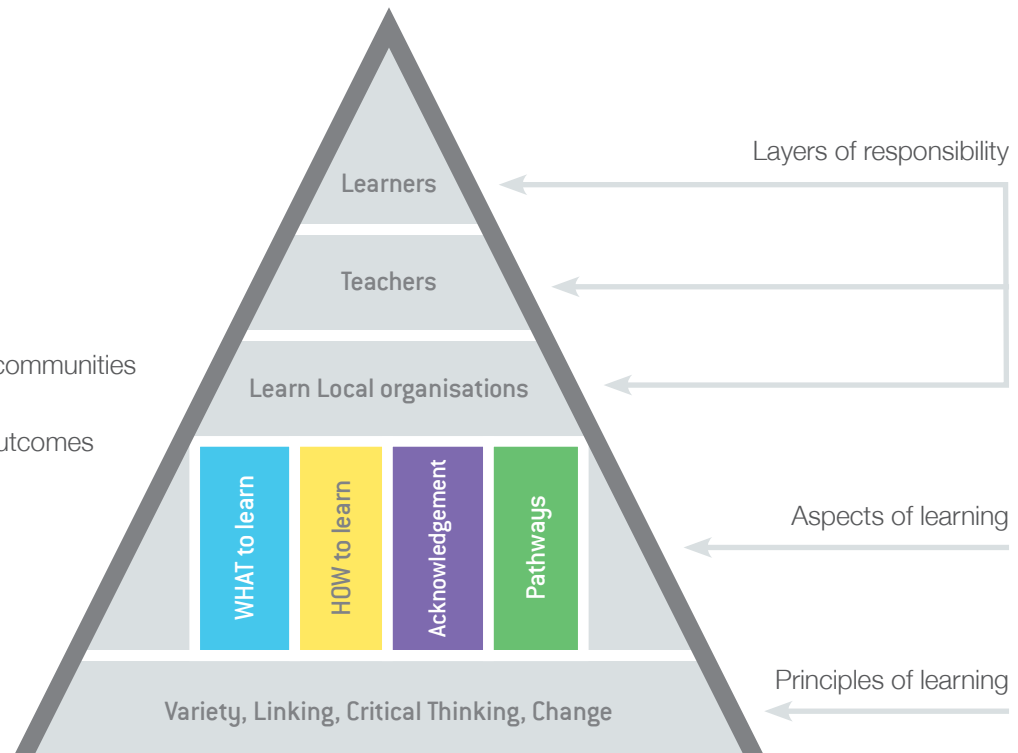 Layers of responsibility
Learners
Teachers
communities
Learn Local organisations
WHAT to learn
HOW to learn
Acknowledgement
Pathways
Aspects of learning
Principles of learning
Variety, Linking, Critical Thinking, Change